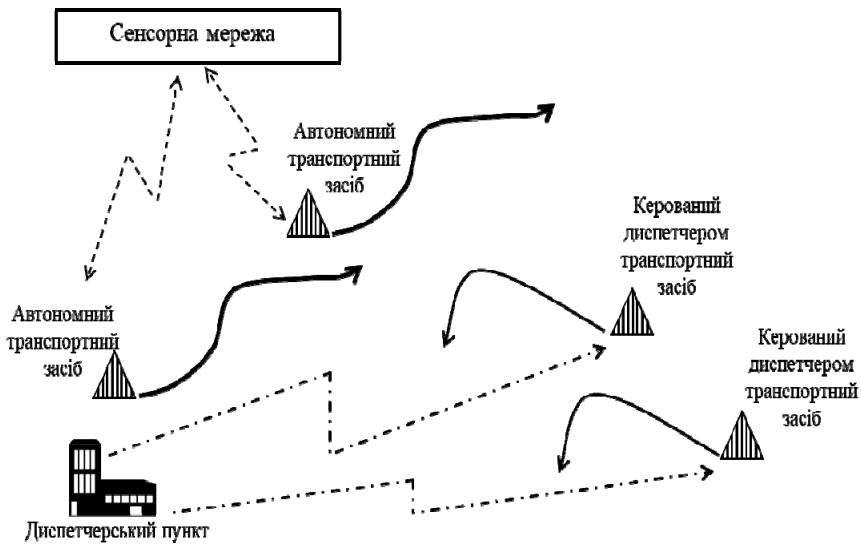 Сенсорна мережа
Автономний
транспортний
засіб
Керований
диспетчером
транспортний
засіб
Автономний
транспортний
засіб
Керований
диспетчером
транспортний
засіб
Диспетчерський пункт